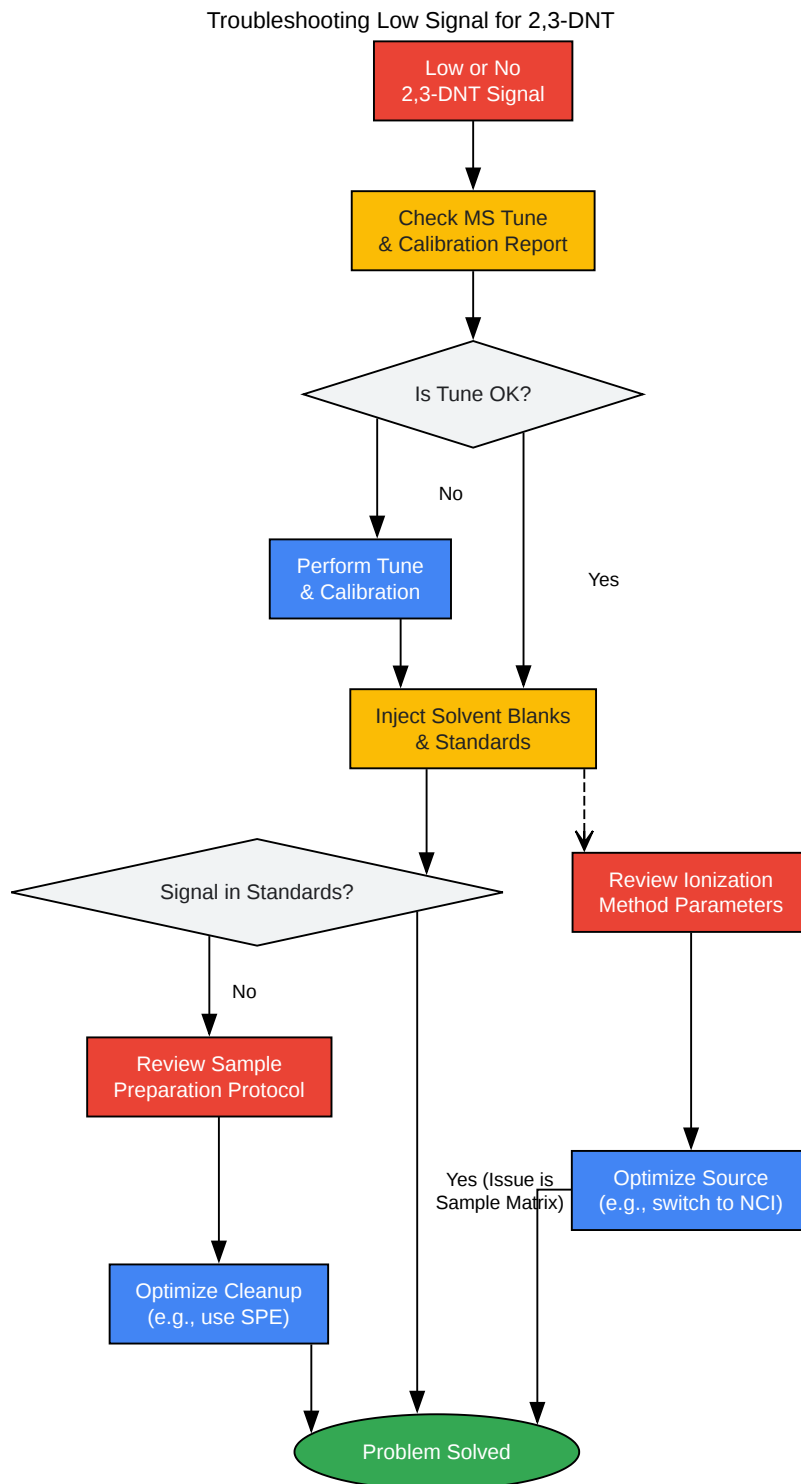 Troubleshooting Low Signal for 2,3-DNT
Low or No
2,3-DNT Signal
Check MS Tune
& Calibration Report
Is Tune OK?
No
Perform Tune
& Calibration
Yes
Inject Solvent Blanks
& Standards
Signal in Standards?
Review Ionization
Method Parameters
No
Review Sample
Preparation Protocol
Yes (Issue is
Sample Matrix)
Optimize Source
(e.g., switch to NCI)
Optimize Cleanup
(e.g., use SPE)
Problem Solved